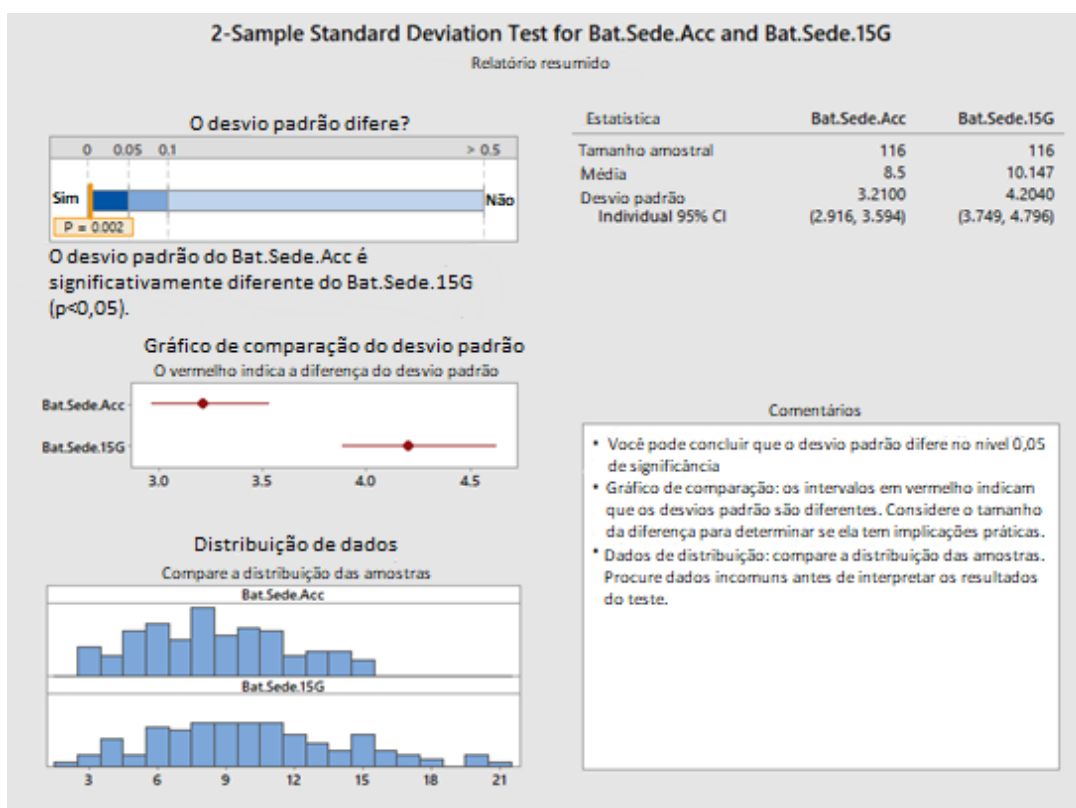 2-Sample Standard Deviation Test for Bat.Sede.Acc and Bat.Sede.15G
Relatório resumido
O desvio padrão difere?
0 0.05 0.1 > 0.5
Sim Não
P = 0.002
O desvio padrão do Bat.Sede.Acc é
significativamente diferente do Bat.Sede.15G
(p<0,05).
Estatística Bat.Sede.Acc Bat.Sede.15G
Tamanho amostral 116 116
Média 8.5 10.147
Desvio padrão 3.2100 4.2040
Individual 95% CI (2.916, 3.594) (3.749, 4.796)
Gráfico de comparação do desvio padrão
O vermelho indica a diferença do desvio padrão
Bat.Sede.Acc
Bat.Sede.15G
3.0 3.5 4.0 4.5
Distribuição de dados
Compare a distribuição das amostras
Bat.Sede.Acc
Bat.Sede.15G
3 6 9 12 15 18 21
Comentários
• Você pode concluir que o desvio padrão difere no nível 0,05
de significância
• Gráfico de comparação: os intervalos em vermelho indicam
que os desvios padrão são diferentes. Considere o tamanho
da diferença para determinar se ela tem implicações práticas.
• Dados de distribuição: compare a distribuição das amostras.
Procure dados incomuns antes de interpretar os resultados
do teste.